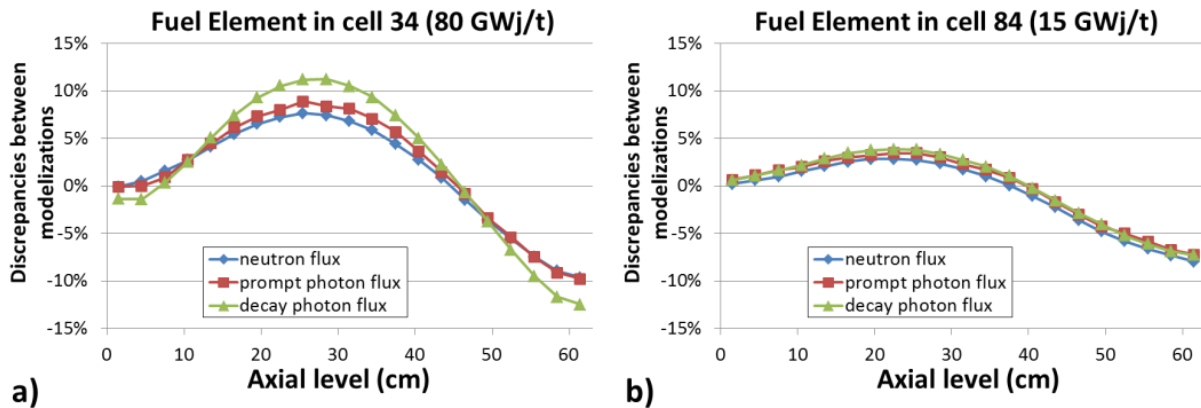 Fuel Element in cell 34 (80 GWj/t)
Discrepancies between
modelizations
15%
10%
5%
0%
-5%
-10%
-15%
neutron flux
prompt photon flux
decay photon flux
0 10 20 30 40 50 60
Axial level (cm)
a)
Fuel Element in cell 84 (15 GWj/t)
Discrepancies between
modelizations
15%
10%
5%
0%
-5%
-10%
-15%
neutron flux
prompt photon flux
decay photon flux
0 10 20 30 40 50 60
Axial level (cm)
b)